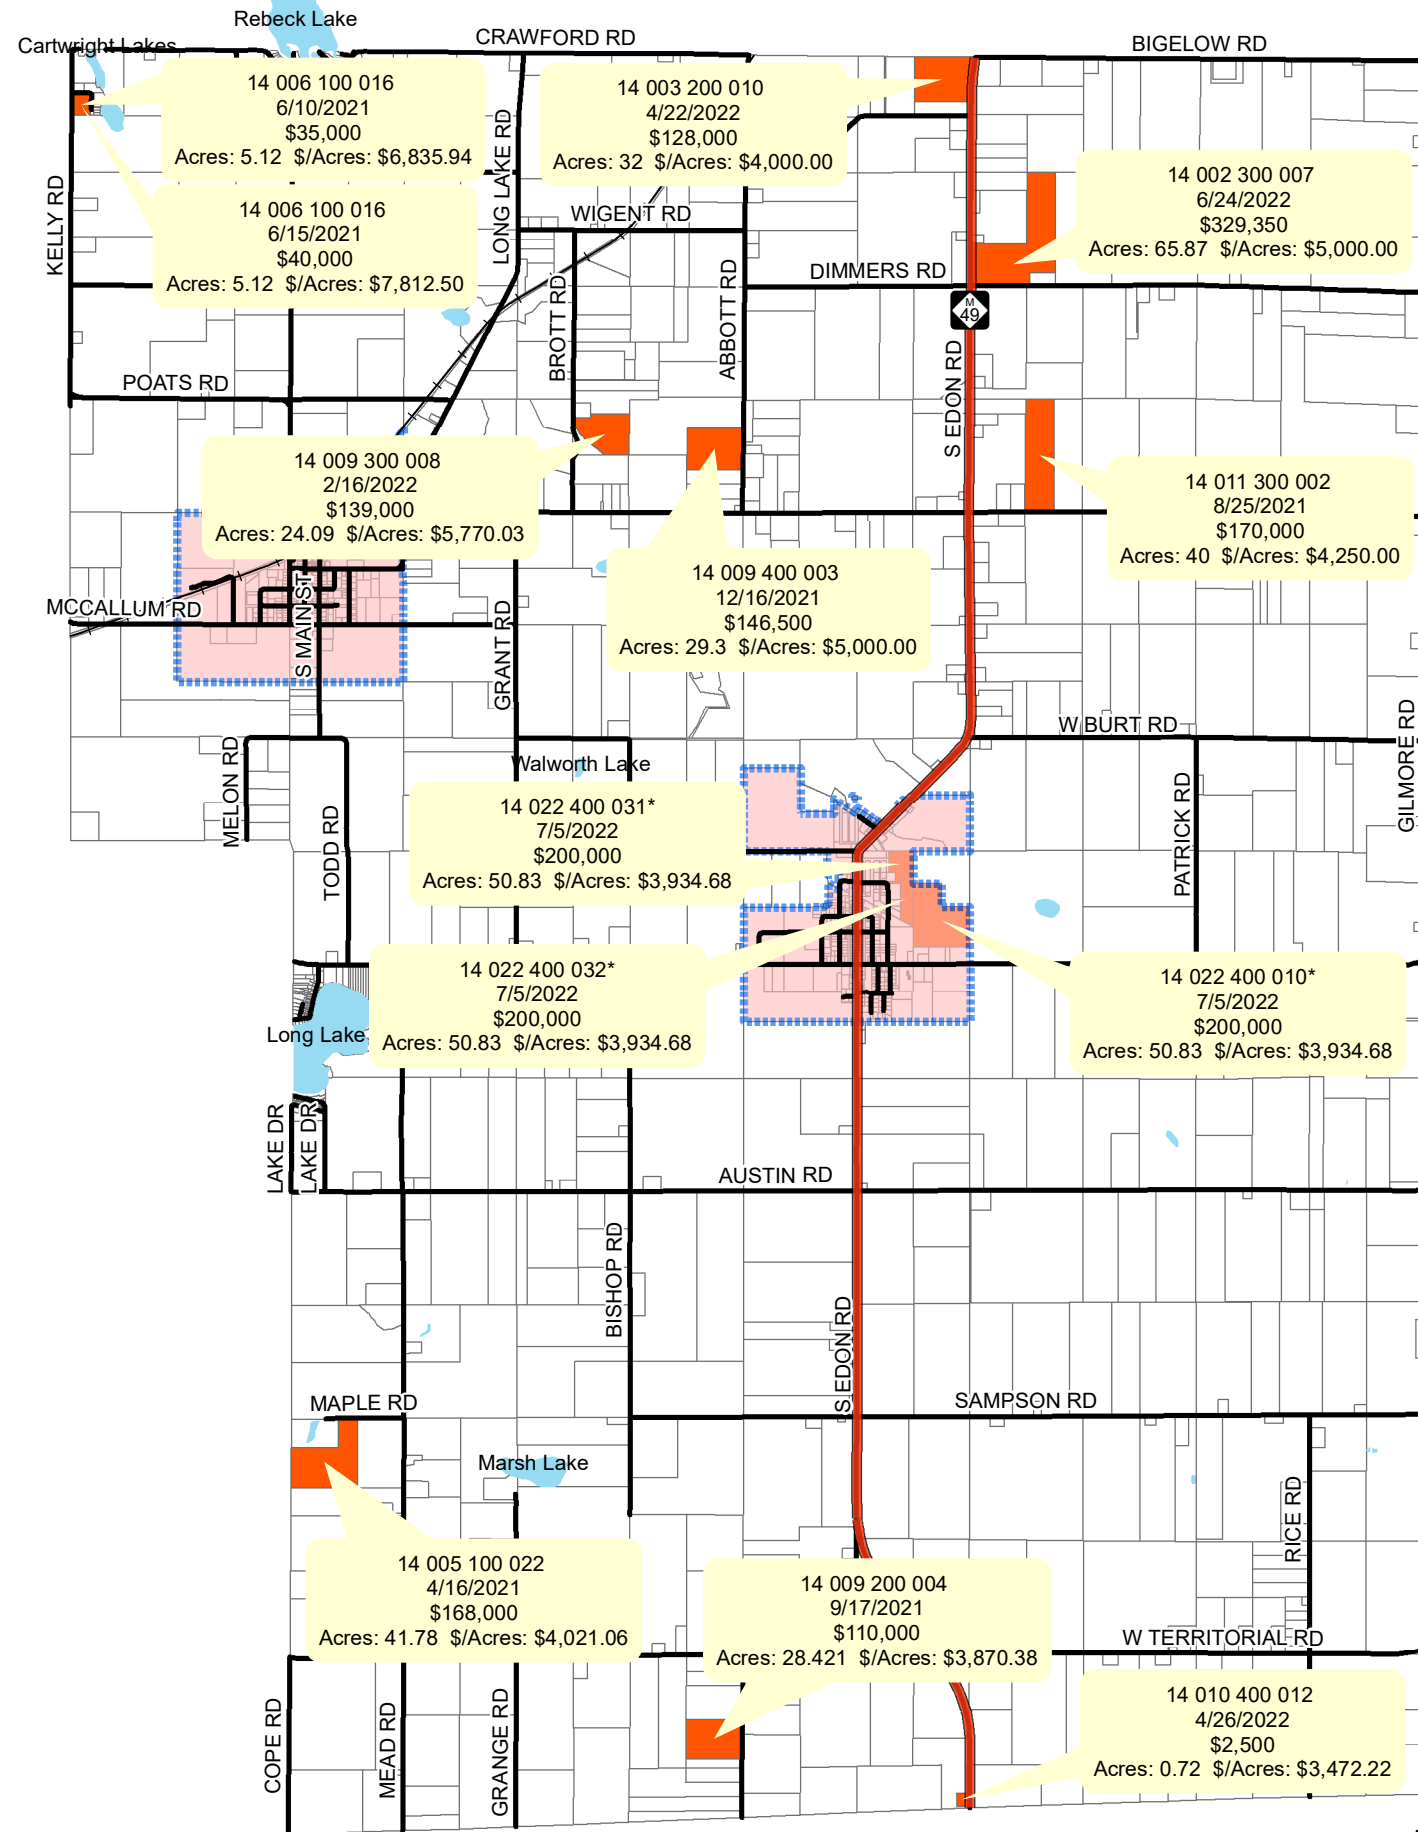 Rebeck Lake
Cartwright Lakes
CRAWFORD RD
BIGELOW RD
14 006 100 016
6/10/2021
$35,000
Acres: 5.12  $/Acres: $6,835.94
14 003 200 010
4/22/2022
$128,000
Acres: 32  $/Acres: $4,000.00
14 002 300 007
6/24/2022
$329,350
Acres: 65.87  $/Acres: $5,000.00
14 006 100 016
6/15/2021
$40,000
Acres: 5.12  $/Acres: $7,812.50
KELLY RD
LONG LAKE RD
WIGENT RD
DIMMERS RD
BROTT RD
ABBOTT RD
M
49
S EDON RD
POATS RD
14 009 300 008
2/16/2022
$139,000
Acres: 24.09  $/Acres: $5,770.03
14 011 300 002
8/25/2021
$170,000
Acres: 40  $/Acres: $4,250.00
14 009 400 003
12/16/2021
$146,500
Acres: 29.3  $/Acres: $5,000.00
MCCALLUM RD
S MAIN ST
GRANT RD
W BURT RD
GILMORE RD
MELON RD
TODD RD
Walworth Lake
PATRICK RD
14 022 400 031*
7/5/2022
$200,000
Acres: 50.83  $/Acres: $3,934.68
14 022 400 032*
7/5/2022
$200,000
Acres: 50.83  $/Acres: $3,934.68
14 022 400 010*
7/5/2022
$200,000
Acres: 50.83  $/Acres: $3,934.68
Long Lake
LAKE DR
LAKE DR
AUSTIN RD
BISHOP RD
S EDON RD
MAPLE RD
SAMPSON RD
Marsh Lake
RICE RD
14 005 100 022
4/16/2021
$168,000
Acres: 41.78  $/Acres: $4,021.06
14 009 200 004
9/17/2021
$110,000
Acres: 28.421  $/Acres: $3,870.38
W TERRITORIAL RD
14 010 400 012
4/26/2022
$2,500
Acres: 0.72  $/Acres: $3,472.22
COPE RD
MEAD RD
GRANGE RD